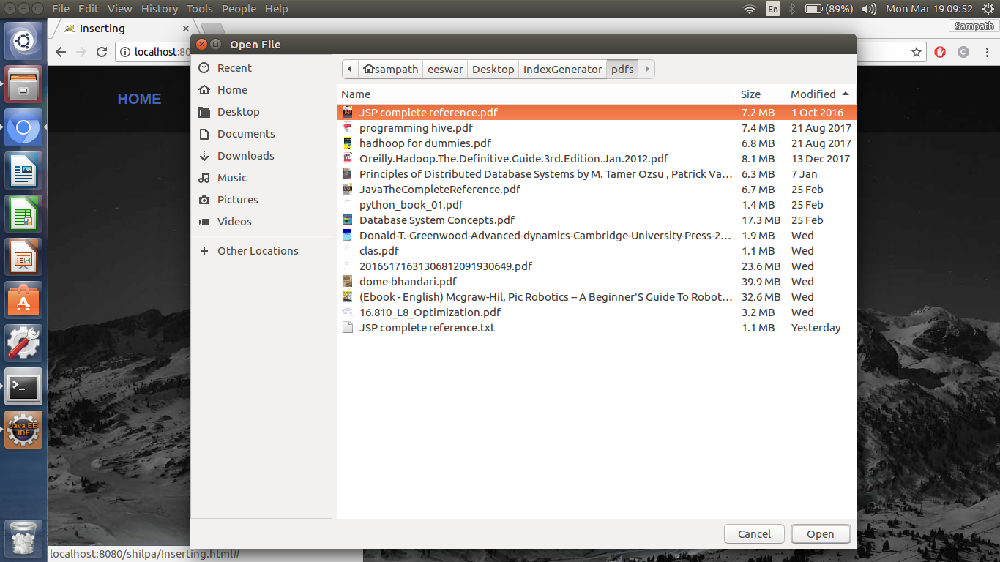 File Edit View History Tools People Help En (89%) Mon Mar 19 09:52
Inserting Sampath
localhost:80
HOME
Open File
Recent
Home
Desktop
Documents
Downloads
Music
Pictures
Videos
Other Locations
sampath eeswar Desktop IndexGenerator pdfs
Name Size Modified
JSP complete reference.pdf 7.2 MB 1 Oct 2016
programming hive.pdf 7.4 MB 21 Aug 2017
hadhoop for dummies.pdf 6.8 MB 21 Aug 2017
Oreilly.Hadoop.The.Definitive.Guide.3rd.Edition.Jan.2012.pdf 8.1 MB 13 Dec 2017
Principles of Distributed Database Systems by M. Tamer Ozsu , Patrick Va... 6.3 MB 7 Jan
JavaTheCompleteReference.pdf 6.7 MB 25 Feb
python_book_01.pdf 1.4 MB 25 Feb
Database System Concepts.pdf 17.3 MB 25 Feb
Donald-T.-Greenwood-Advanced-dynamics-Cambridge-University-Press-2... 1.9 MB Wed
clas.pdf 1.1 MB Wed
20165171631306812091930649.pdf 23.6 MB Wed
dome-bhandari.pdf 39.9 MB Wed
(Ebook - English) Mcgraw-Hil, Pic Robotics -- A Beginner'S Guide To Robot... 32.6 MB Wed
16.810_L8_Optimization.pdf 3.2 MB Wed
JSP complete reference.txt 1.1 MB Yesterday
Java EE
IDE
Cancel Open
localhost:8080/shilpa/Inserting.html#